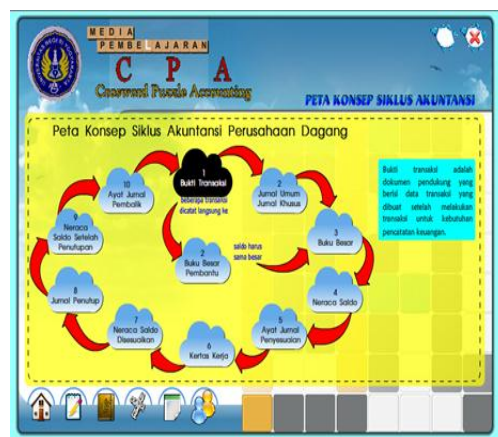 MEDIA
PEMBELAJARAN
CPA
Crossword Puzzle Accounting
PETA KONSEP SIKLUS AKUNTANSI
Peta Konsep Siklus Akuntansi Perusahaan Dagang
1
Bukti Transaksi
beberapa transaksi
dicatat langsung ke
2
Jurnal Umum
Jurnal Khusus
2
Buku Besar
Pembantu
saldo harus
sama besar
3
Buku Besar
4
Neraca Saldo
5
Ayat Jurnal
Penyesuaian
6
Kertas Kerja
7
Neraca Saldo
Disesuaikan
8
Jurnal Penutup
9
Neraca
Saldo Setelah
Penutupan
10
Ayat Jurnal
Pembalik
Bukti transaksi adalah
dokumen pendukung yang
berisi data transaksi yang
dibuat setelah melakukan
transaksi untuk kebutuhan
pencatatan keuangan.